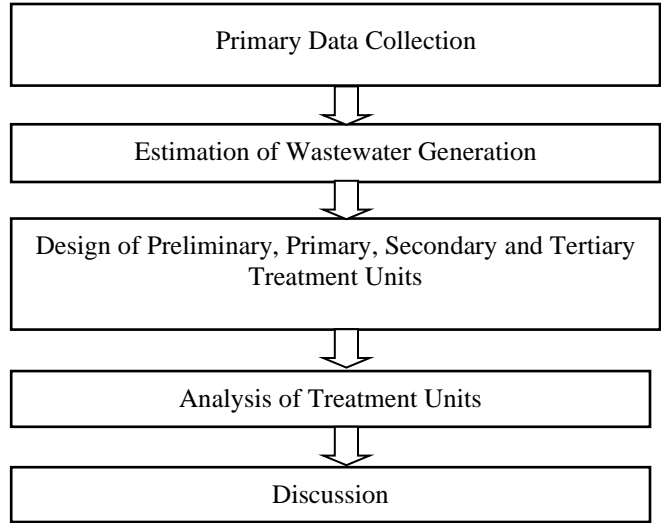 Primary Data Collection
Estimation of Wastewater Generation
Design of Preliminary, Primary, Secondary and Tertiary
Treatment Units
Analysis of Treatment Units
Discussion